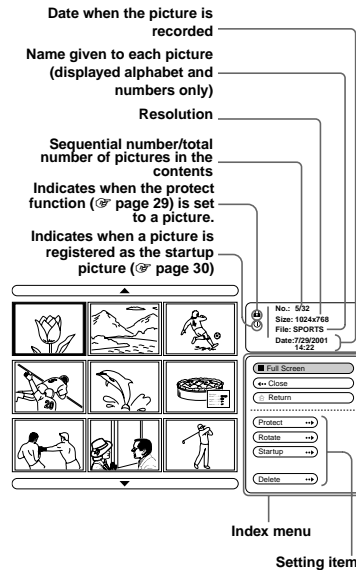 Date when the picture is
recorded
Name given to each picture
(displayed alphabet and
numbers only)
Resolution
Sequential number/total
number of pictures in the
contents
Indicates when the protect
function (☞ page 29) is set
to a picture.
Indicates when a picture is
registered as the startup
picture (☞ page 30)
No.: 5/32
Size: 1024x768
File: SPORTS
Date:7/29/2001
14:22
Full Screen
Close
Return
Protect
Rotate
Startup
Delete
Index menu
Setting item